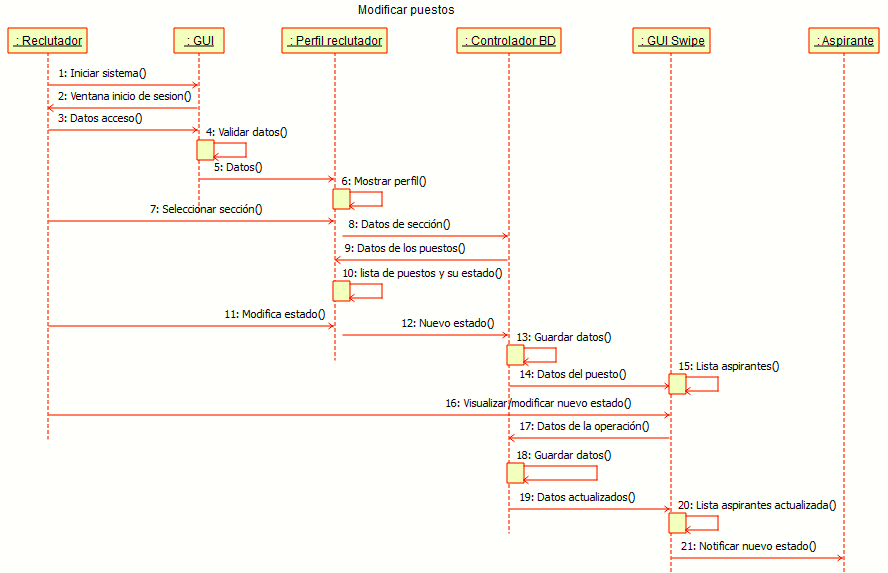 Modificar puestos
: Reclutador
: GUI
: Perfil reclutador
: Controlador BD
: GUI Swipe
: Aspirante
1: Iniciar sistema()
2: Ventana inicio de sesion()
3: Datos acceso()
4: Validar datos()
5: Datos()
6: Mostrar perfil()
7: Seleccionar sección()
8: Datos de sección()
9: Datos de los puestos()
10: lista de puestos y su estado()
11: Modifica estado()
12: Nuevo estado()
13: Guardar datos()
14: Datos del puesto()
15: Lista aspirantes()
16: Visualizar/modificar nuevo estado()
17: Datos de la operación()
18: Guardar datos()
19: Datos actualizados()
20: Lista aspirantes actualizada()
21: Notificar nuevo estado()